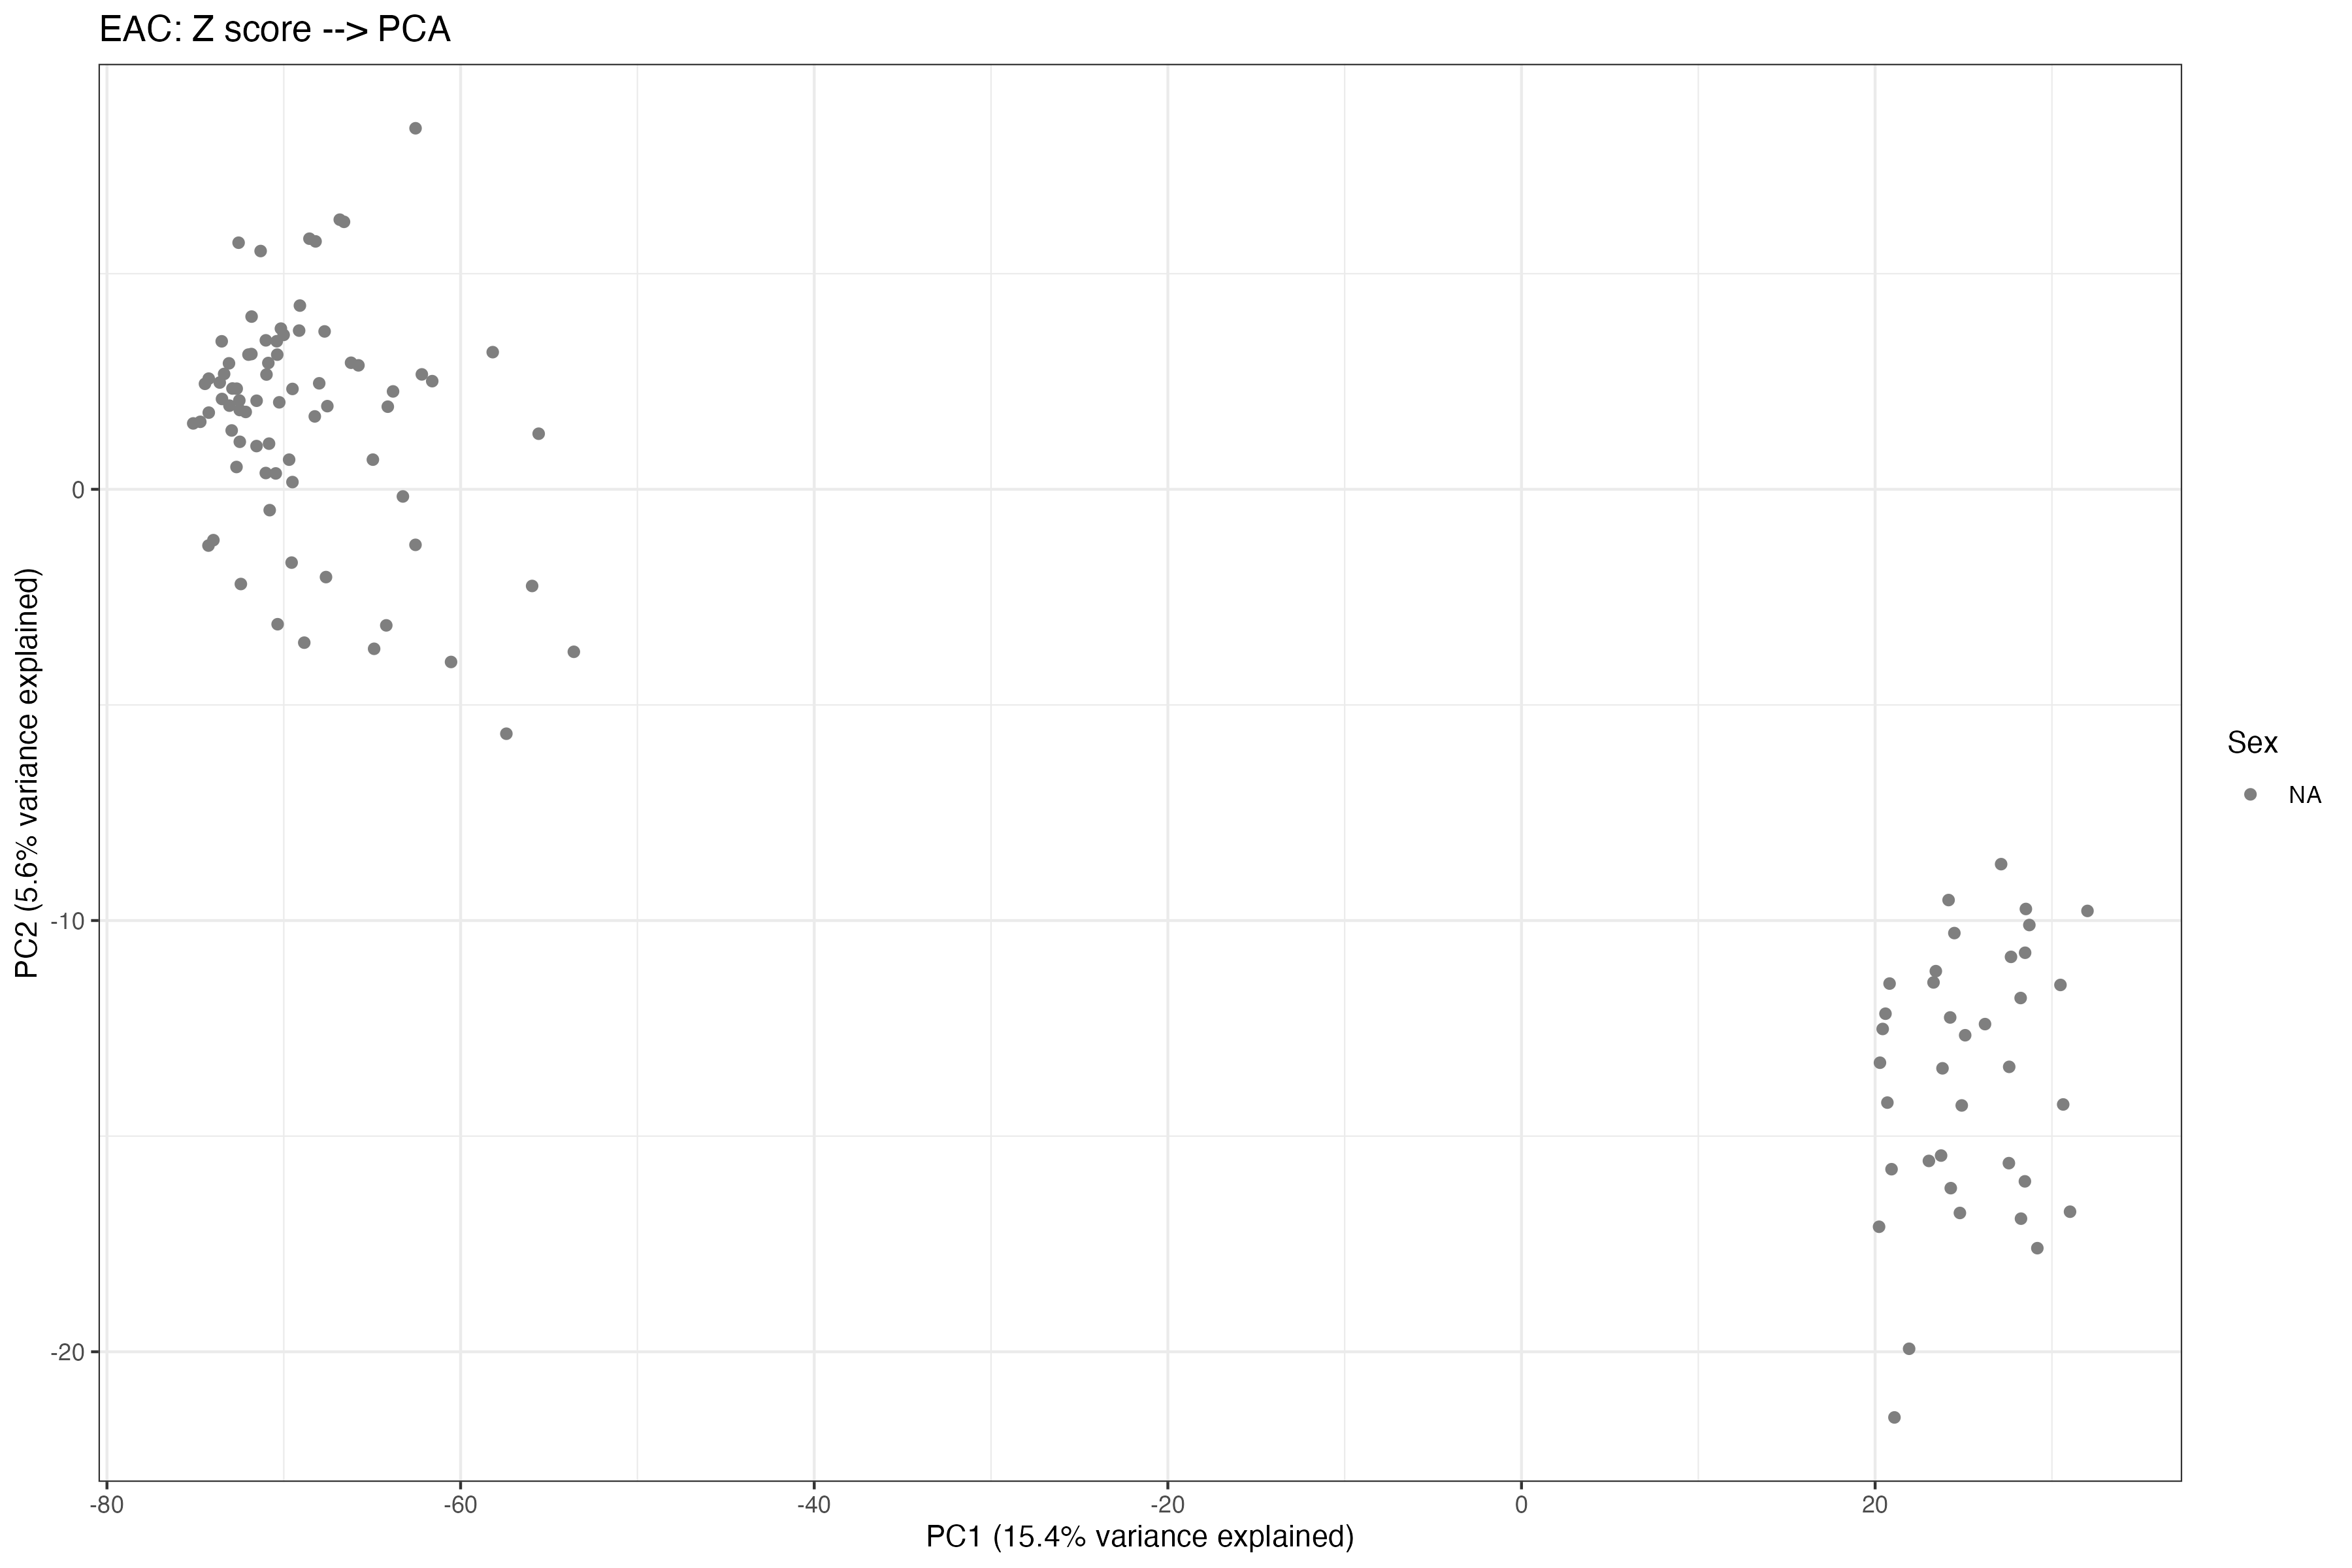 EAC: Z score --> PCA
PC2 (5.6% variance explained)
0
-10
-20
-80
-60
-40
-20
0
20
PC1 (15.4% variance explained)
Sex
NA